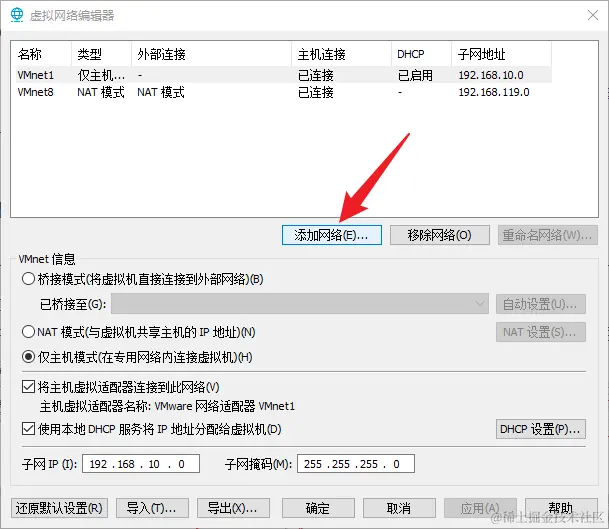 虚拟网络编辑器
名称 类型 外部连接 主机连接 DHCP 子网地址
VMnet1 仅主机... - 已连接 已启用 192.168.10.0
VMnet8 NAT 模式 NAT 模式 已连接 - 192.168.119.0
添加网络(E)... 移除网络(O) 重命名网络(W)...
VMnet 信息
桥接模式(将虚拟机直接连接到外部网络)(B)
已桥接至(G): 自动设置(U)...
NAT 模式(与虚拟机共享主机的 IP 地址)(N) NAT 设置(S)...
仅主机模式(在专用网络内连接虚拟机)(H)
将主机虚拟适配器连接到此网络(V)
主机虚拟适配器名称: VMware 网络适配器 VMnet1
使用本地 DHCP 服务将 IP 地址分配给虚拟机(D) DHCP 设置(P)...
子网 IP (I): 192 . 168 . 10 . 0 子网掩码(M): 255 . 255 . 255 . 0
还原默认设置(R) 导入(T)... 导出(X)... 确定 取消 应用(A) 帮助
@稀土掘金技术社区